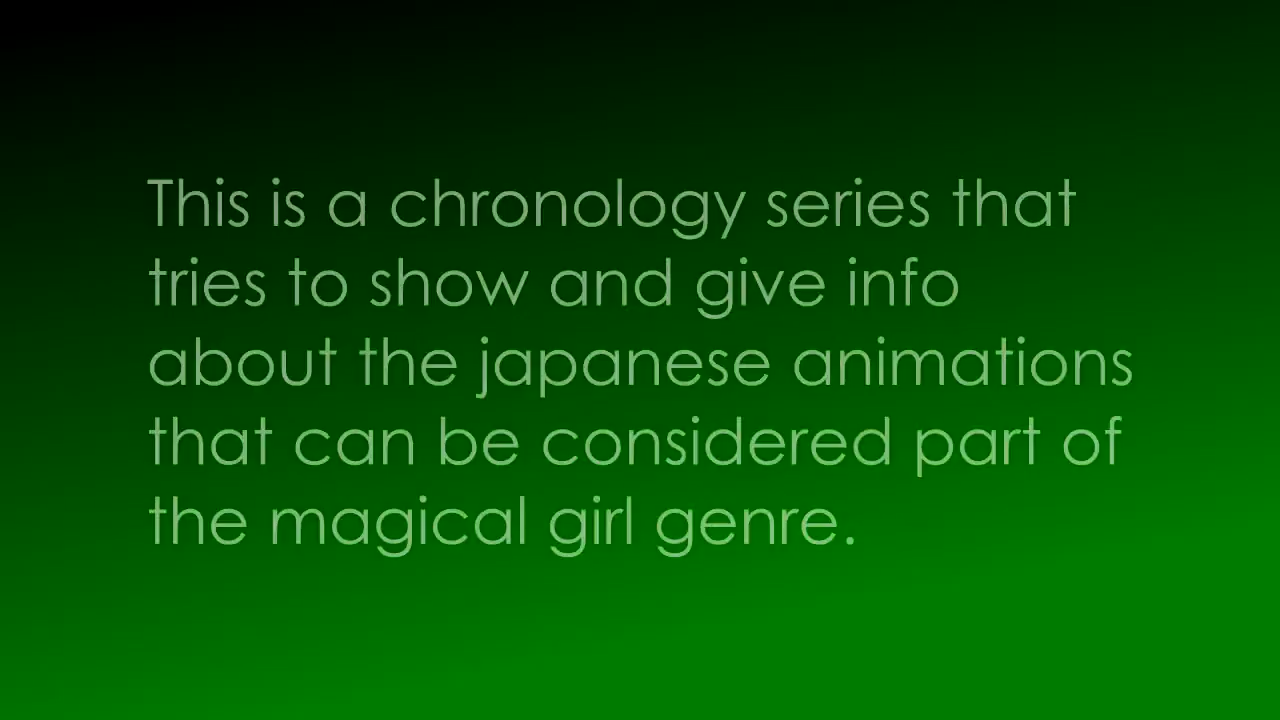 This is a chronology series that
tries to show and give info
about the japanese animations
that can be considered part of
the magical girl genre.